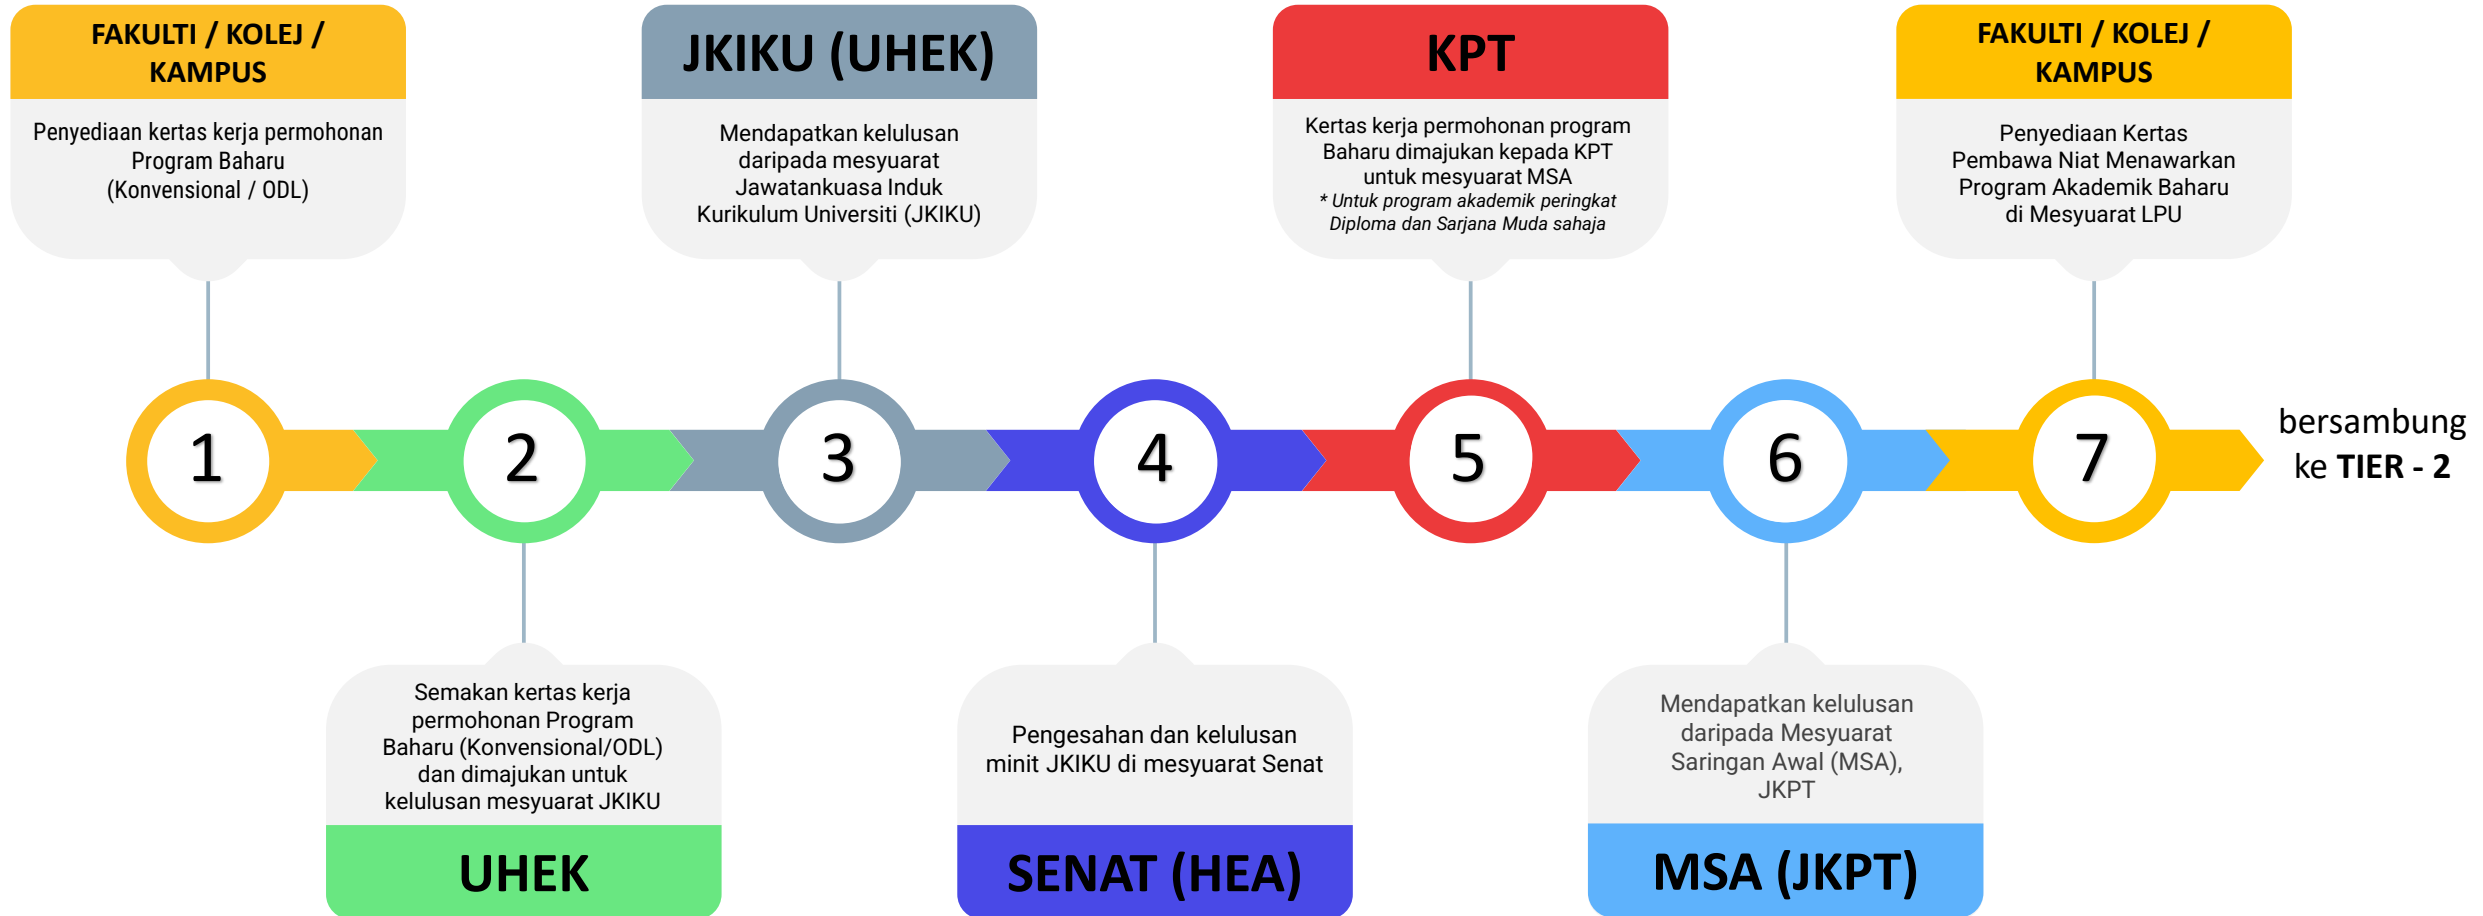 FAKULTI / KOLEJ /
KAMPUS
Penyediaan kertas kerja permohonan
Program Baharu
(Konvensional / ODL)
JKIKU (UHEK)
Mendapatkan kelulusan
daripada mesyuarat
Jawatankuasa Induk
Kurikulum Universiti (JKIKU)
KPT
Kertas kerja permohonan program
Baharu dimajukan kepada KPT
untuk mesyuarat MSA
* Untuk program akademik peringkat
Diploma dan Sarjana Muda sahaja
FAKULTI / KOLEJ /
KAMPUS
Penyediaan Kertas
Pembawa Niat Menawarkan
Program Akademik Baharu
di Mesyuarat LPU
1
2
3
4
5
6
7
bersambung
ke TIER - 2
Semakan kertas kerja
permohonan Program
Baharu (Konvensional/ODL)
dan dimajukan untuk
kelulusan mesyuarat JKIKU
UHEK
Pengesahan dan kelulusan
minit JKIKU di mesyuarat Senat
SENAT (HEA)
Mendapatkan kelulusan
daripada Mesyuarat
Saringan Awal (MSA),
JKPT
MSA (JKPT)